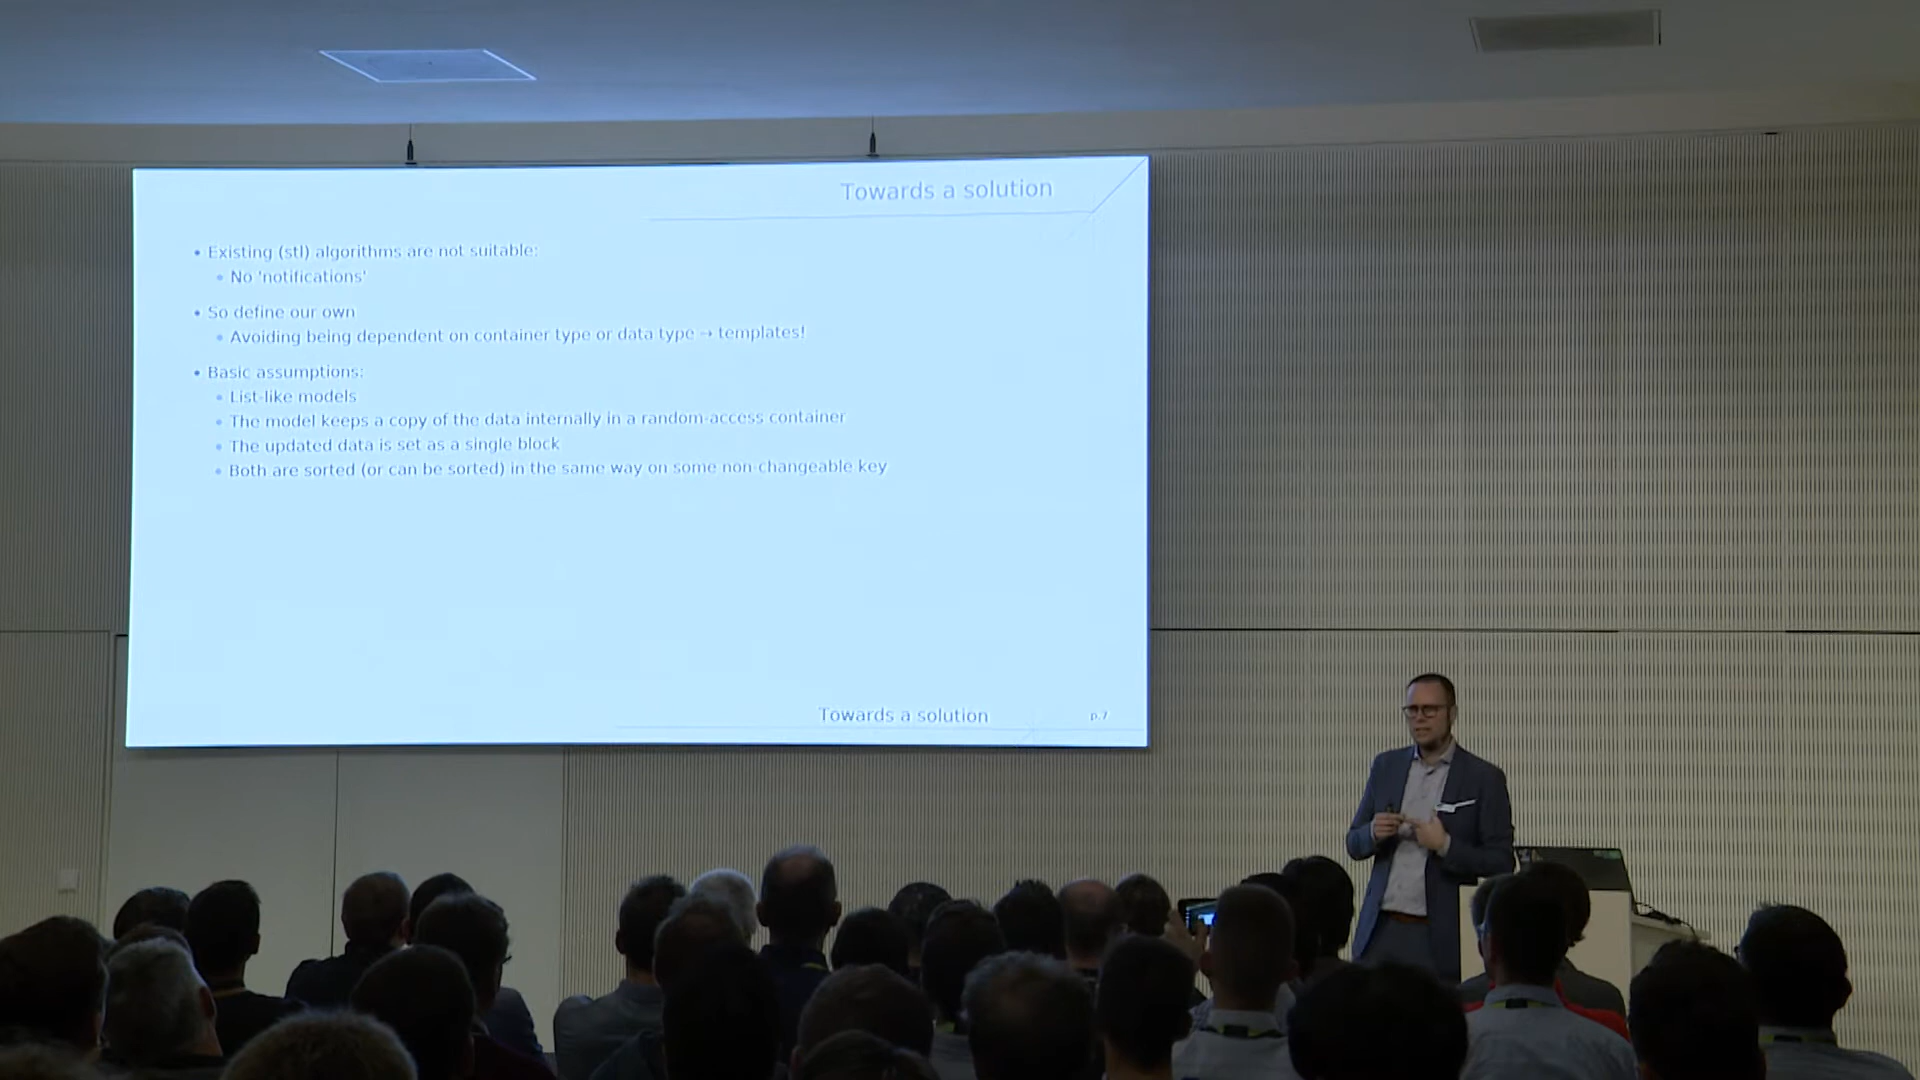 Towards a solution
• Existing (stl) algorithms are not suitable:
• No 'notifications'
• So define our own
• Avoiding being dependent on container type or data type → templates!
• Basic assumptions:
• List-like models
• The model keeps a copy of the data internally in a random-access container
• The updated data is set as a single block
• Both are sorted (or can be sorted) in the same way on some non-changeable key
Towards a solution
p.7